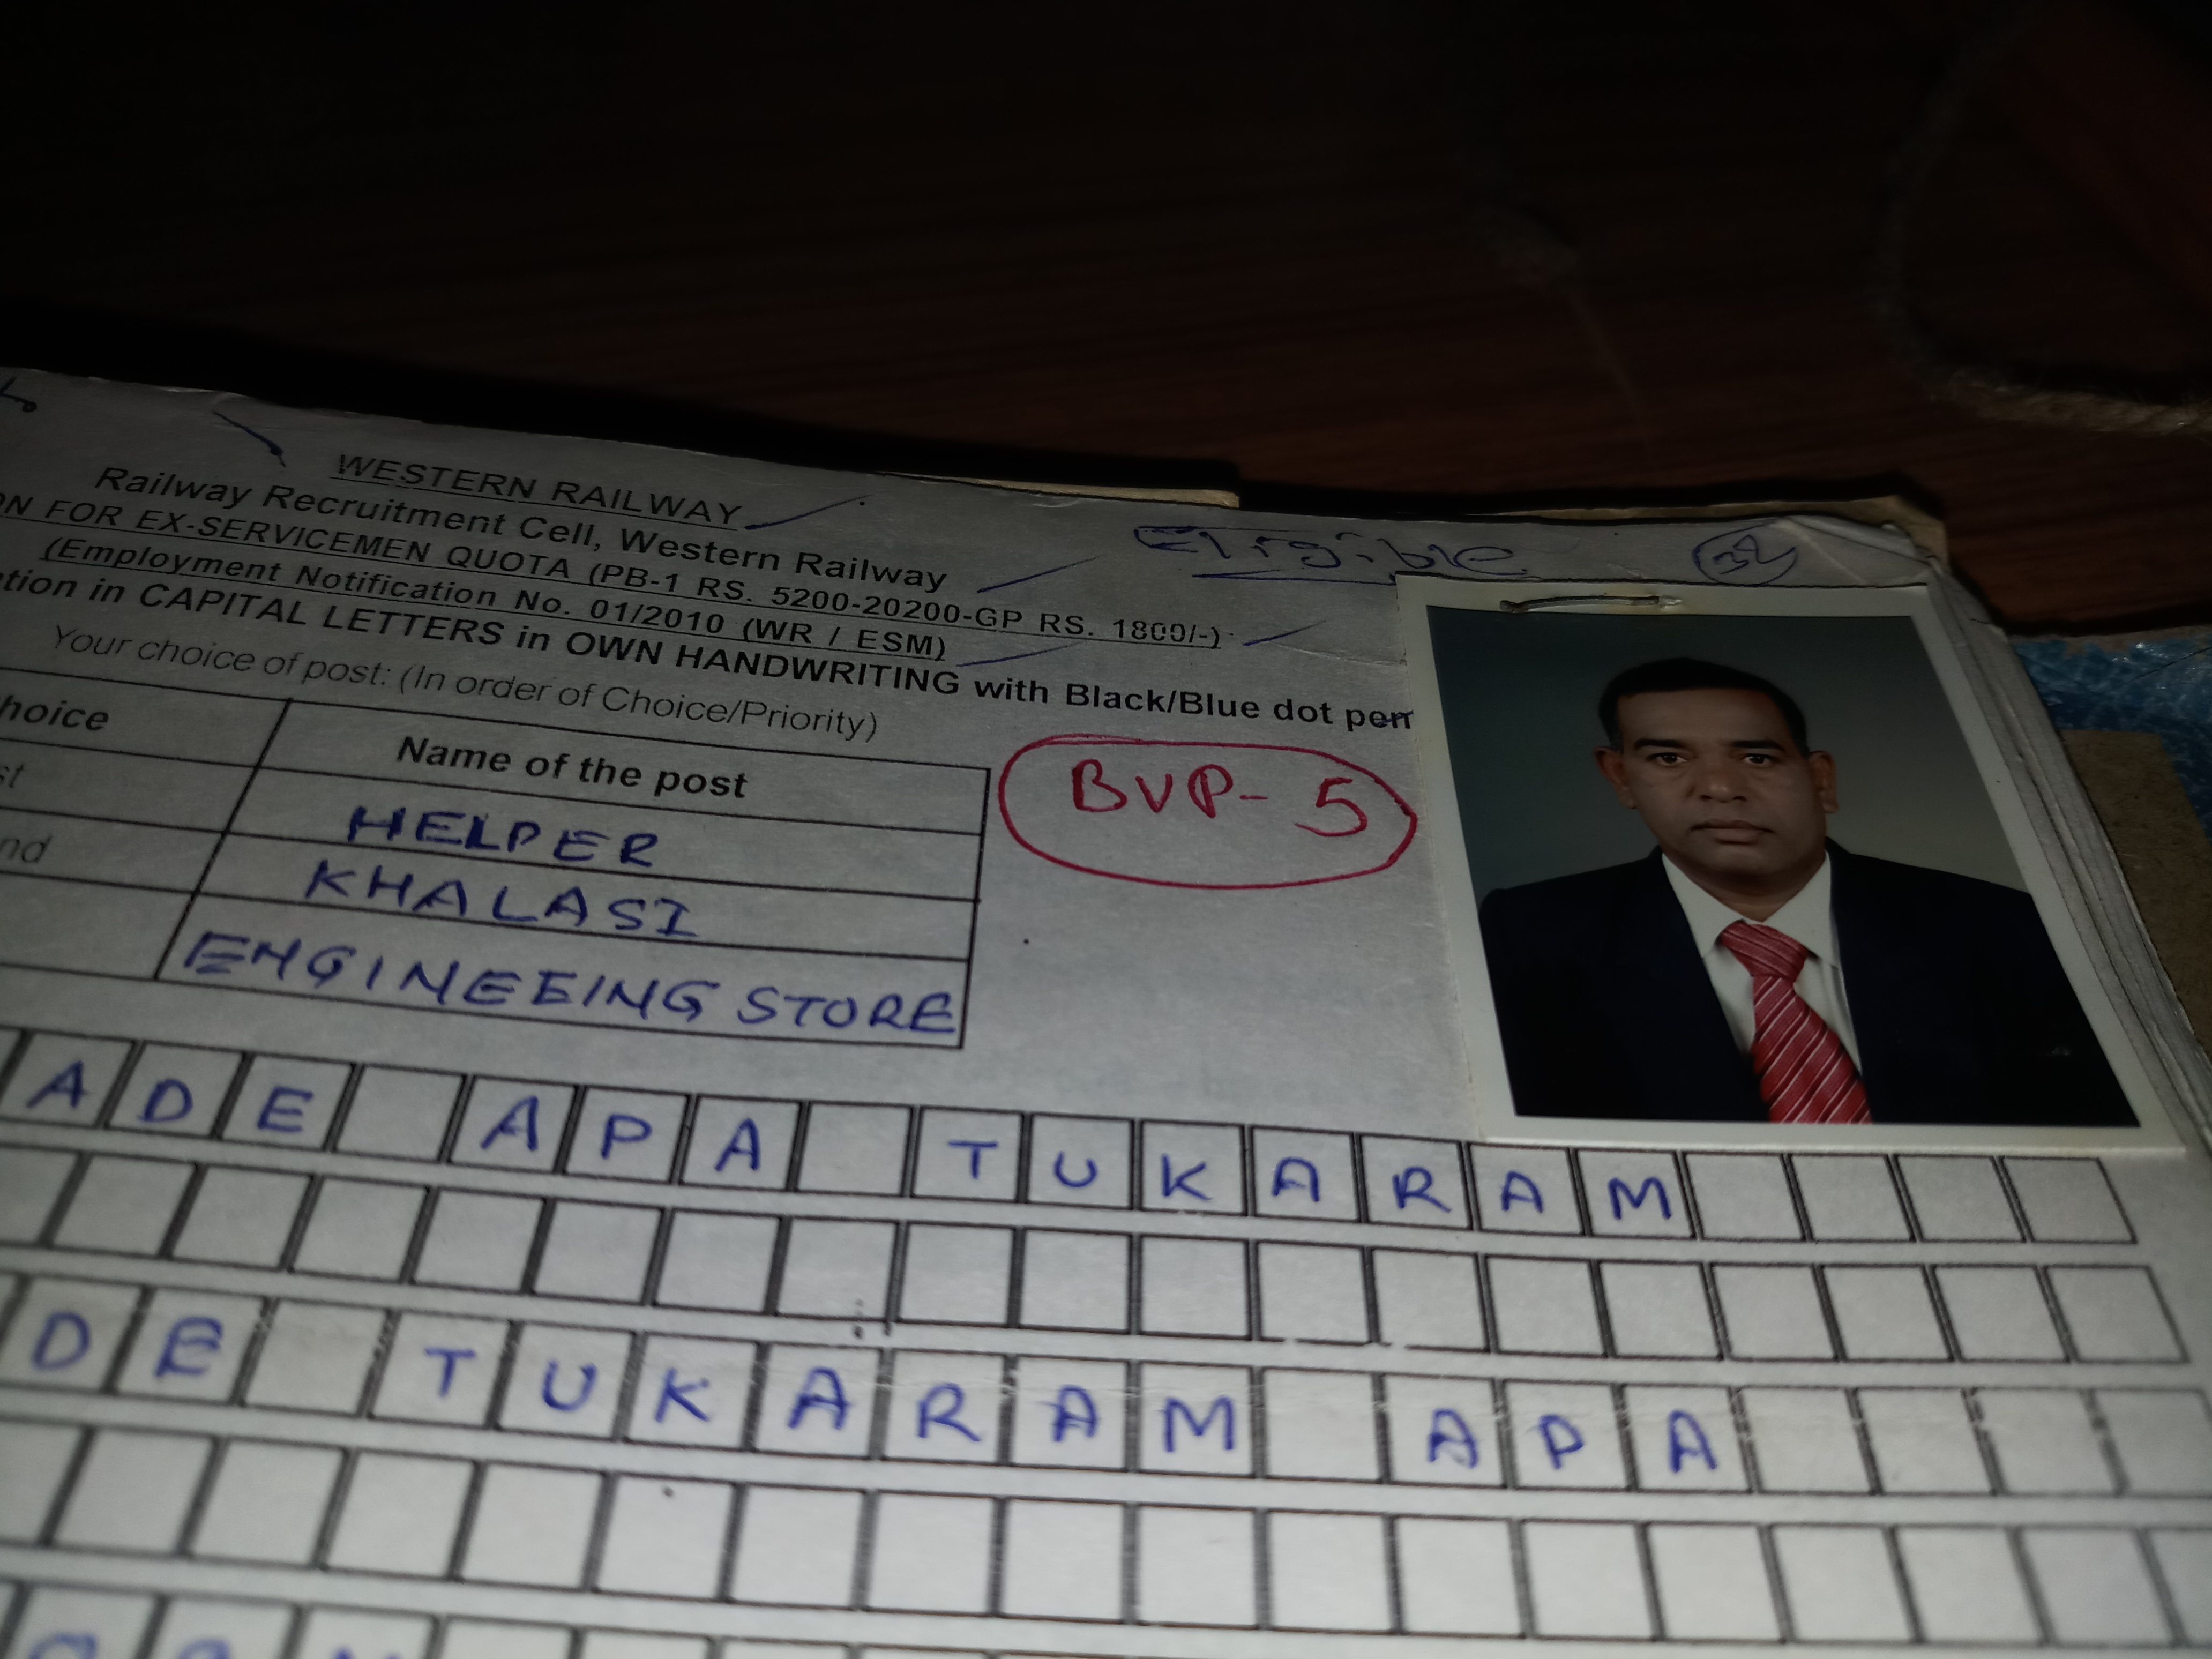 WESTERN RAILWAY
Railway Recruitment Cell, Western Railway
Eligible
32
ON FOR EX-SERVICEMEN QUOTA (PB-1 RS. 5200-20200-GP RS. 1800/-)
(Employment Notification No. 01/2010 (WR / ESM)
tion in CAPITAL LETTERS in OWN HANDWRITING with Black/Blue dot pen
Your choice of post: (In order of Choice/Priority)
hoice Name of the post
BVP- 5
st HELPER
nd KHALASI
ENGINEEING STORE
ADE APA TUKARAM
DE TUKARAM APA